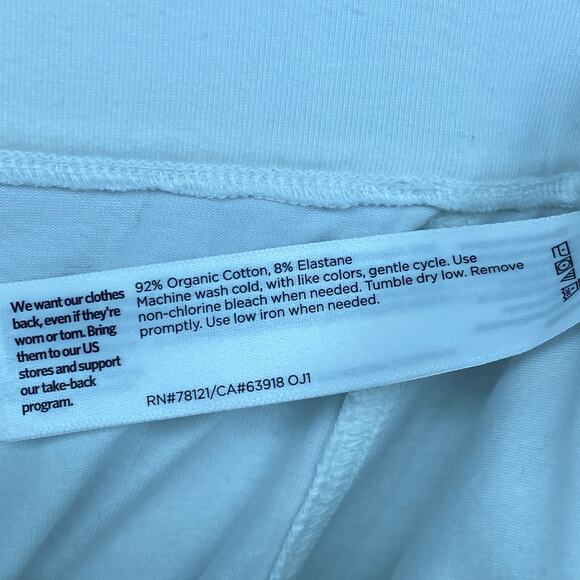 We want our clothes
back, even if they're
worn or torn. Bring
them to our US
stores and support
our take-back
program.
92% Organic Cotton, 8% Elastane
Machine wash cold, with like colors, gentle cycle. Use
non-chlorine bleach when needed. Tumble dry low. Remove
promptly. Use low iron when needed.
RN#78121/CA#63918 OJ1